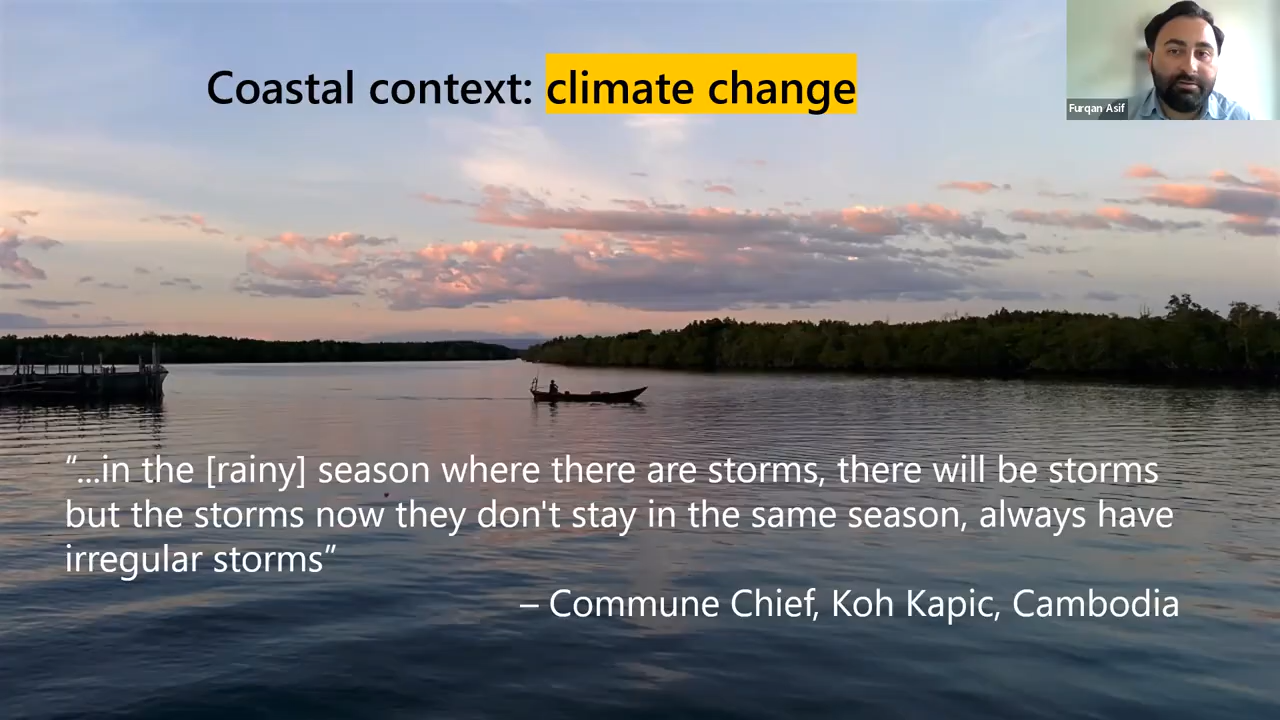 Coastal context: climate change
Furqan Asif
“...in the [rainy] season where there are storms, there will be storms
but the storms now they don't stay in the same season, always have
irregular storms”
– Commune Chief, Koh Kapic, Cambodia